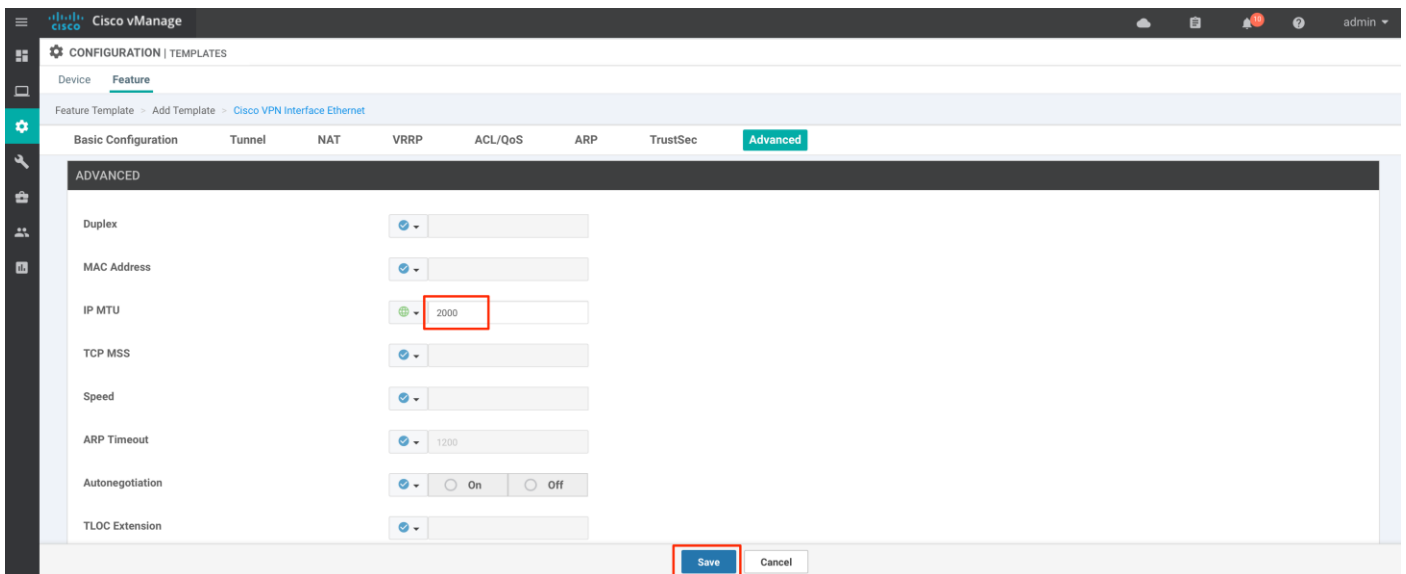 cisco Cisco vManage 18 admin
CONFIGURATION | TEMPLATES
Device Feature
Feature Template > Add Template > Cisco VPN Interface Ethernet
Basic Configuration Tunnel NAT VRRP ACL/QoS ARP TrustSec Advanced
ADVANCED
Duplex
MAC Address
IP MTU 2000
TCP MSS
Speed
ARP Timeout 1200
Autonegotiation On Off
TLOC Extension
Save Cancel